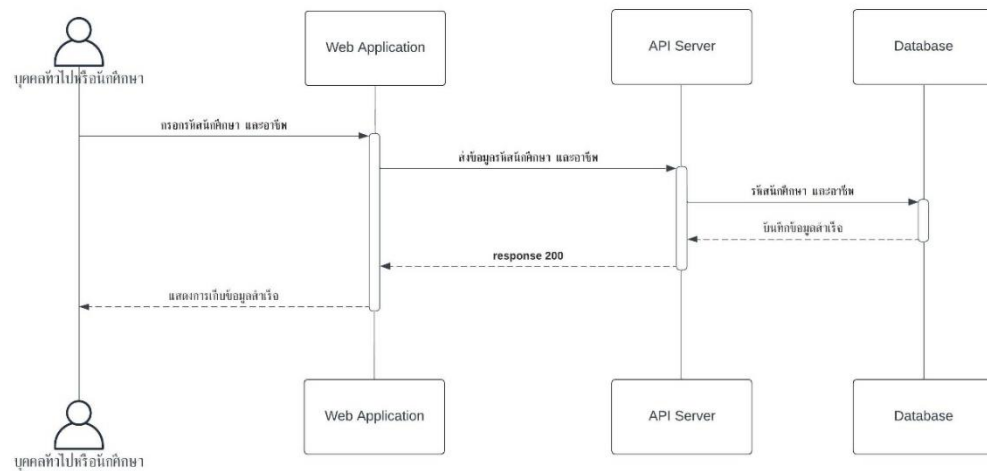 Web Application
API Server
Database
บุคคลทั่วไปหรือนักศึกษา
กรอกรหัสนักศึกษา และอาชีพ
ส่งข้อมูลรหัสนักศึกษา และอาชีพ
รหัสนักศึกษา และอาชีพ
บันทึกข้อมูลสำเร็จ
response 200
แสดงการเก็บข้อมูลสำเร็จ
Web Application
API Server
Database
บุคคลทั่วไปหรือนักศึกษา